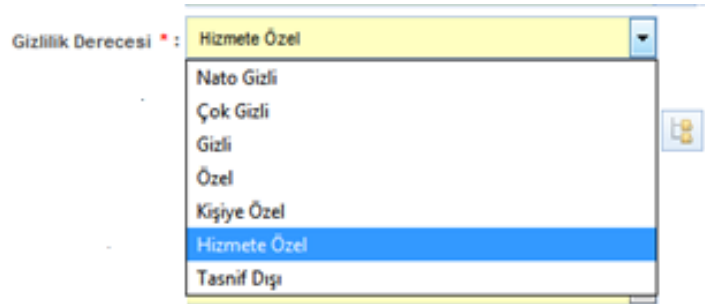 Gizlilik Derecesi * : Hizmete Özel
Nato Gizli
Çok Gizli
Gizli
Özel
Kişiye Özel
Hizmete Özel
Tasnif Dışı